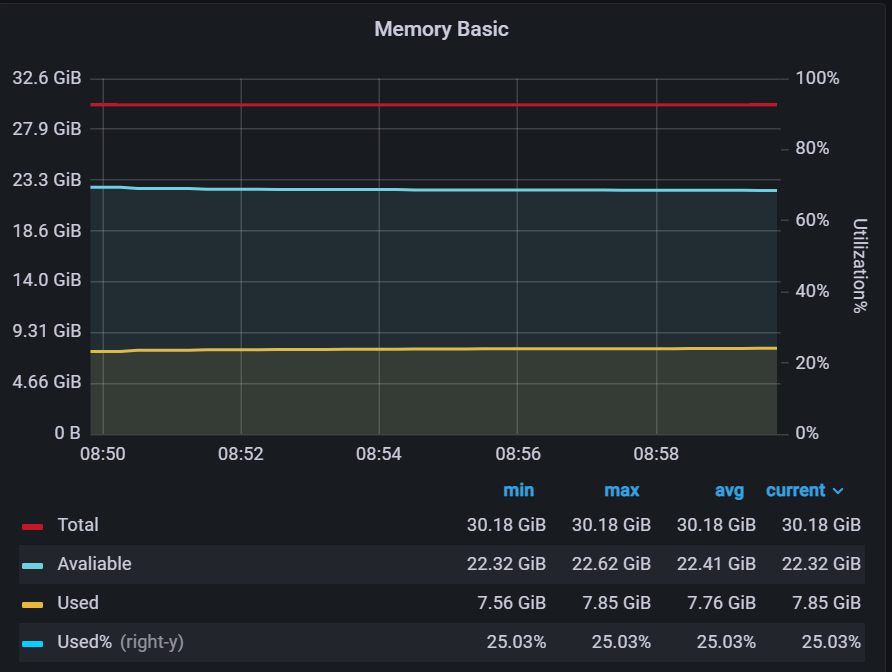 Memory Basic
32.6 GiB
27.9 GiB
23.3 GiB
18.6 GiB
14.0 GiB
9.31 GiB
4.66 GiB
0 B
100%
80%
60%
40%
20%
0%
Utilization%
08:50 08:52 08:54 08:56 08:58
min max avg current
Total 30.18 GiB 30.18 GiB 30.18 GiB 30.18 GiB
Avaliable 22.32 GiB 22.62 GiB 22.41 GiB 22.32 GiB
Used 7.56 GiB 7.85 GiB 7.76 GiB 7.85 GiB
Used% (right-y) 25.03% 25.03% 25.03% 25.03%